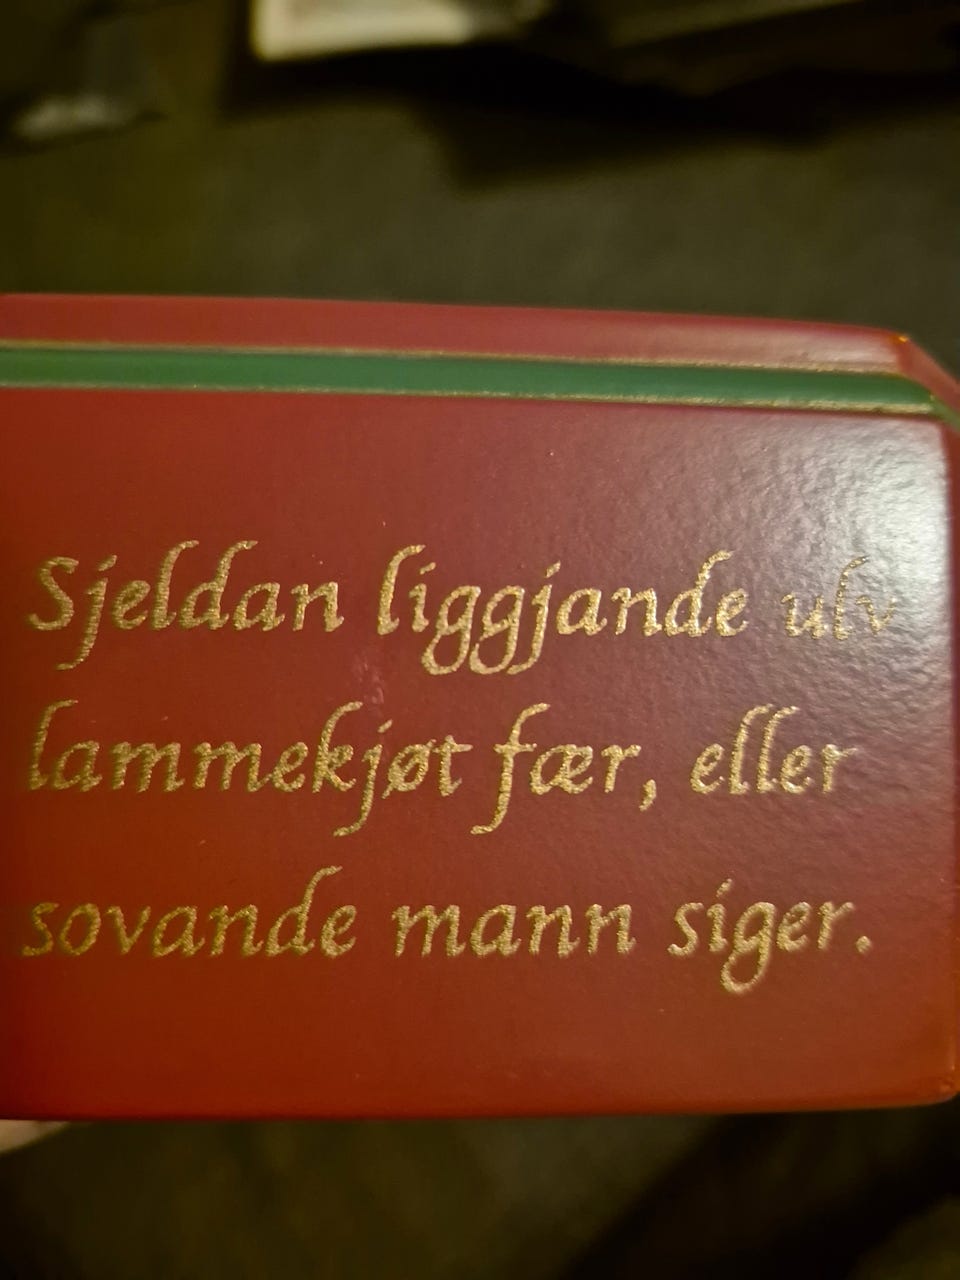 Sjeldan liggjande ulv
lammekjøt fær, eller
sovande mann siger.